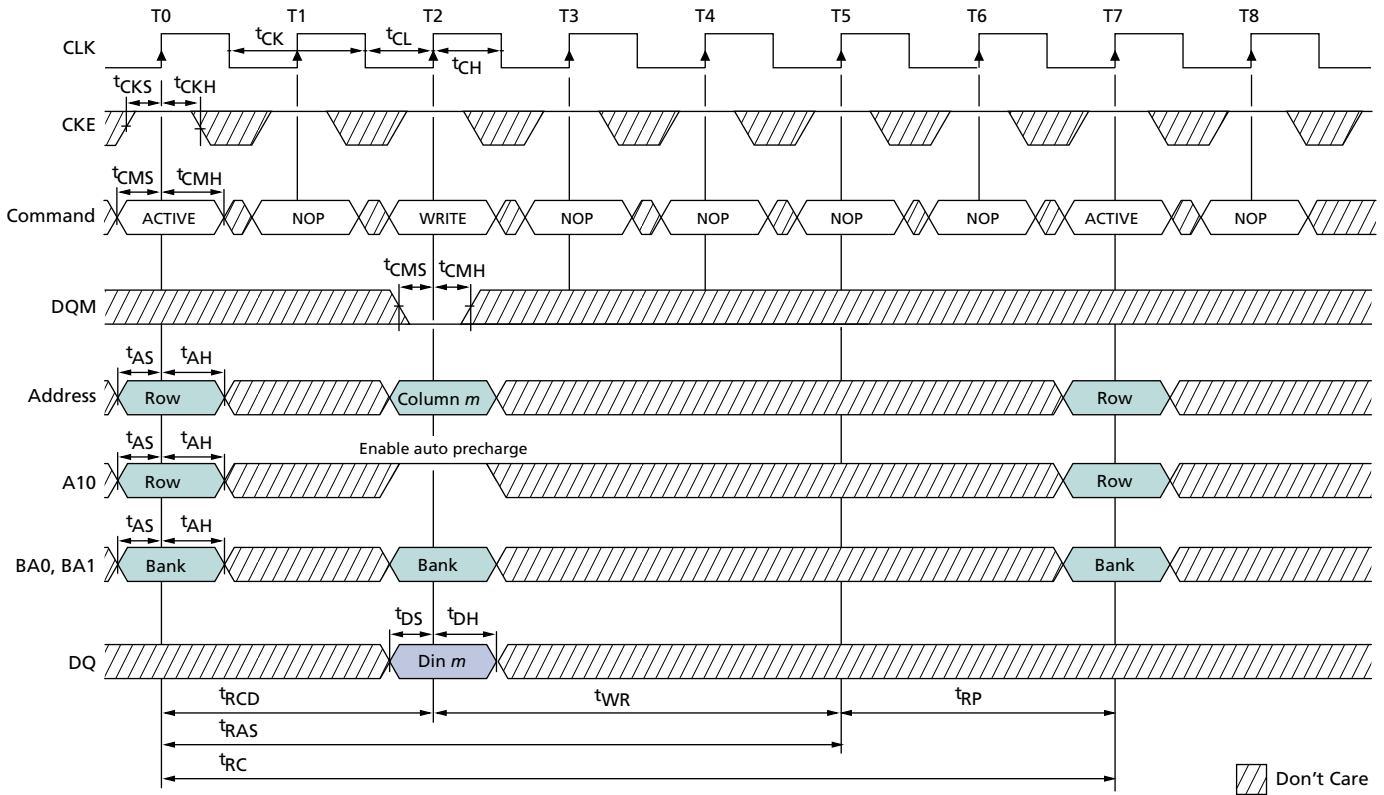 T0 T1 T2 T3 T4 T5 T6 T7 T8
CLK tCK tCL tCH
tCKS tCKH
CKE
tCMS tCMH
Command ACTIVE NOP WRITE NOP NOP NOP NOP ACTIVE NOP
tCMS tCMH
DQM
tAS tAH
Address Row Column m Row
tAS tAH Enable auto precharge
A10 Row Row
tAS tAH
BA0, BA1 Bank Bank Bank
tDS tDH
DQ Din m
tRCD tWR tRP
tRAS
tRC
Don't Care